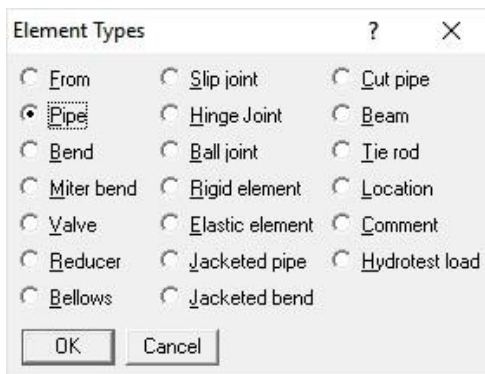 Element Types ? X
From Slip joint Cut pipe
Pipe Hinge Joint Beam
Bend Ball joint Tie rod
Miter bend Rigid element Location
Valve Elastic element Comment
Reducer Jacketed pipe Hydrotest load
Bellows Jacketed bend
OK Cancel